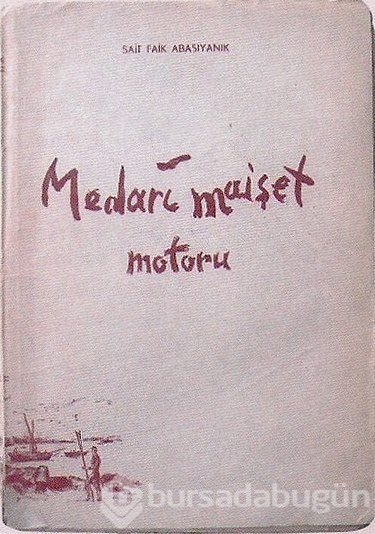 SAİT FAİK ABASIYANIK
Medarı maişet
motoru
bursadabugün